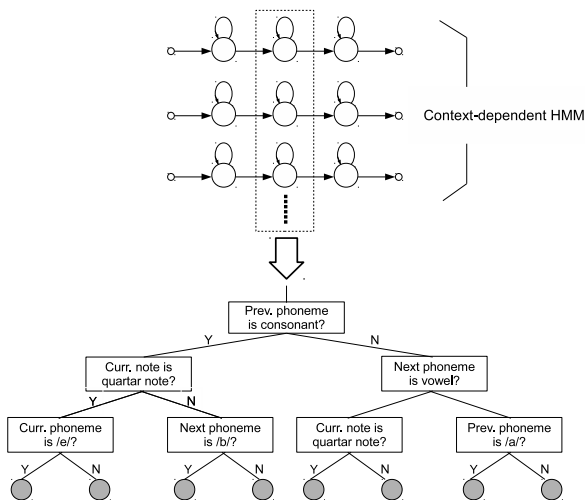 Context-dependent HMM
Prev. phoneme
is consonant?
Y
N
Curr. note is
quartar note?
Next phoneme
is vowel?
Y
N
Curr. phoneme
is /e/?
Next phoneme
is /b/?
Curr. note is
quartar note?
Prev. phoneme
is /a/?
Y
N
Y
N
Y
N
Y
N